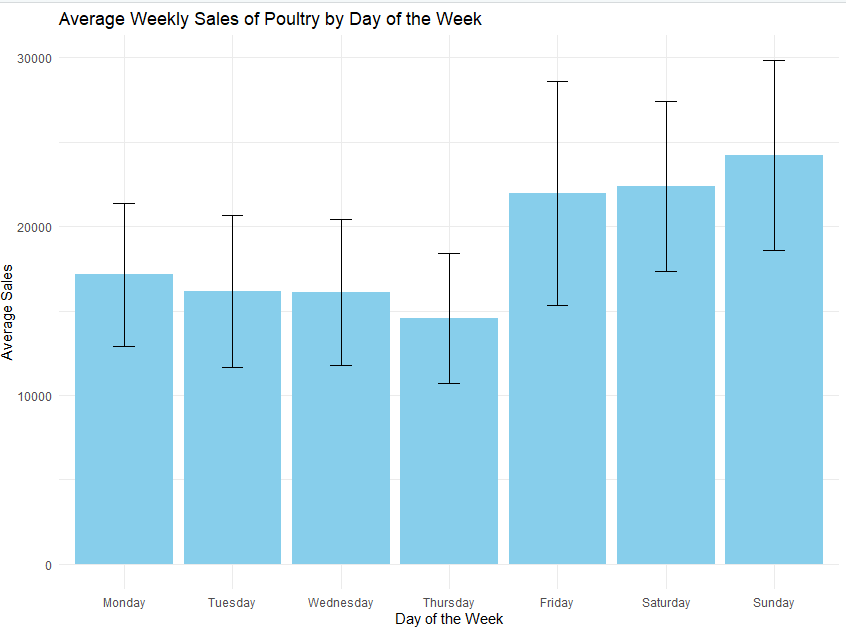 Average Weekly Sales of Poultry by Day of the Week
30000
20000
10000
0
Average Sales
Monday Tuesday Wednesday Thursday Friday Saturday Sunday
Day of the Week